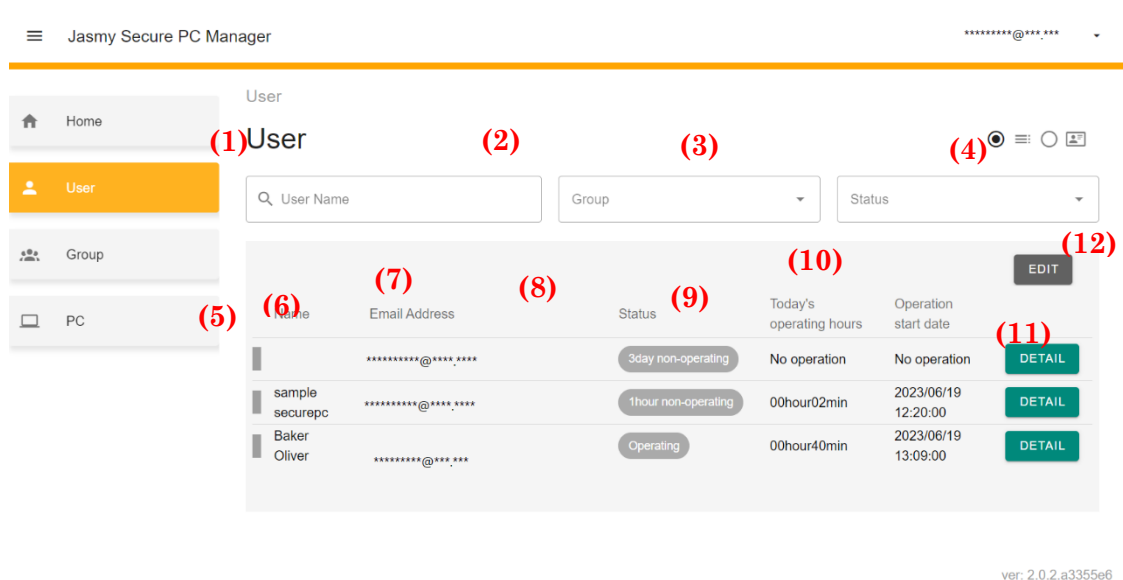 Jasmy Secure PC Manager
*********@***.***
User
Home
(1)
User
(2)
(3)
(4)
User
User Name
Group
Status
Group
(12)
EDIT
(10)
(7)
(8)
(9)
(6)
(5)
PC
Name
Email Address
Status
Today's
operating hours
Operation
start date
(11)
**********@****.****
3day non-operating
No operation
No operation
DETAIL
sample
securepc
**********@****.****
1hour non-operating
00hour02min
2023/06/19
12:20:00
DETAIL
Baker
Oliver
*********@***.***
Operating
00hour40min
2023/06/19
13:09:00
DETAIL
ver: 2.0.2.a3355e6